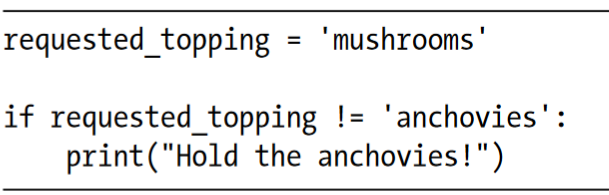 requested_topping = 'mushrooms'
if requested_topping != 'anchovies':
    print("Hold the anchovies!")